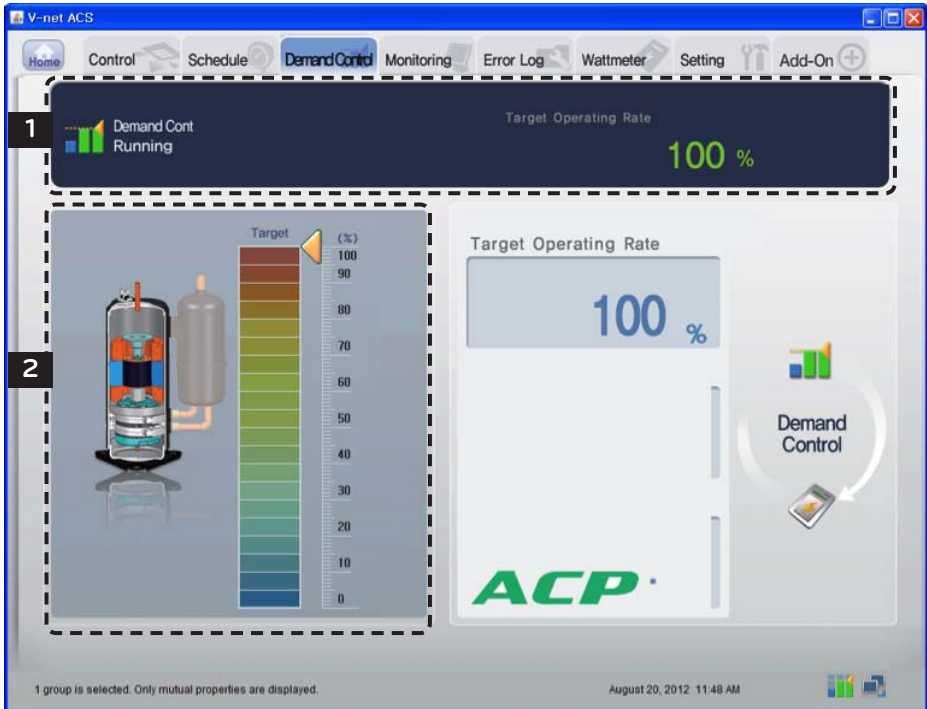 V-net ACS
Home Control Schedule Demand Control Monitoring Error Log Wattmeter Setting Add-On
1
Demand Cont
Running
Target Operating Rate
100 %
2
Target
(%)
100
90
80
70
60
50
40
30
20
10
0
Target Operating Rate
100 %
ACP
Demand
Control
1 group is selected. Only mutual properties are displayed.
August 20, 2012 11:48 AM